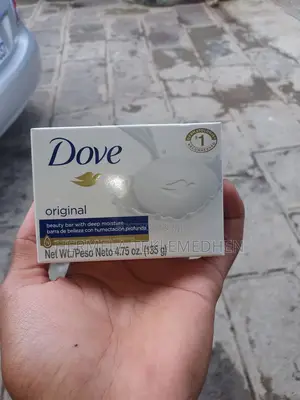 Dove
#1
original
beauty bar with deep moisture
barra de belleza con humectación profunda
Net Wt./Peso Neto 4.75 oz. (135 g)